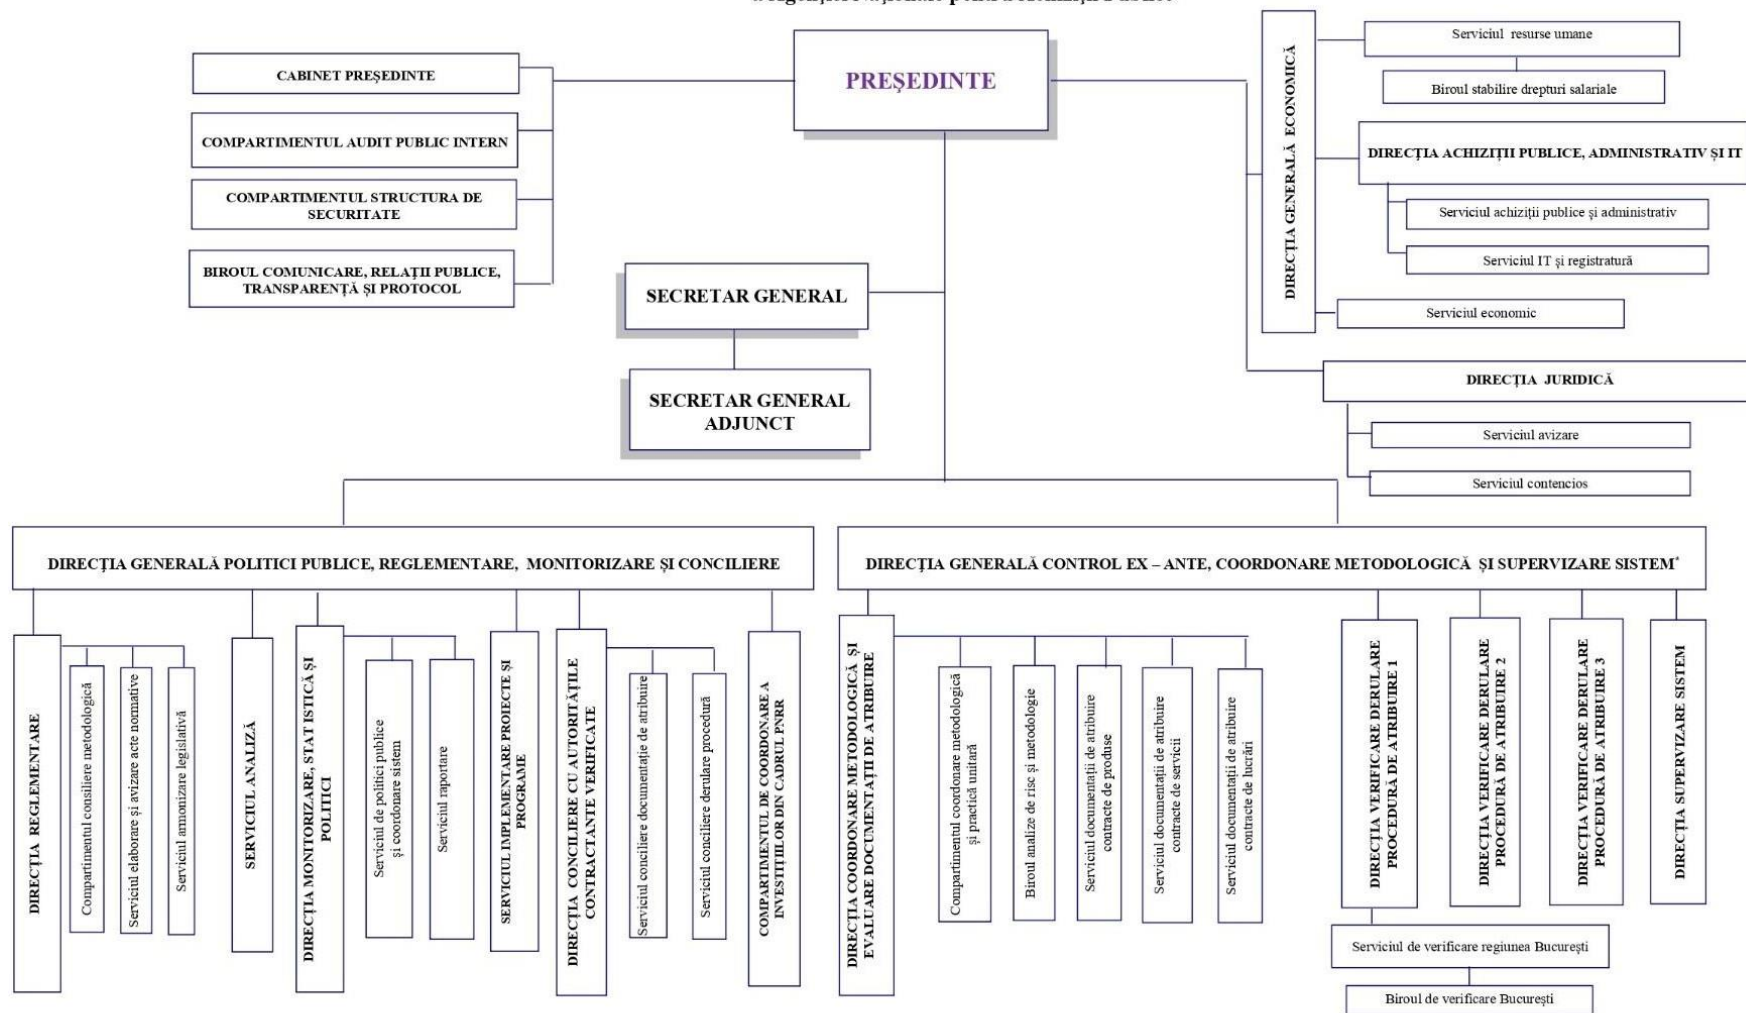 PREȘEDINTE
CABINET PREȘEDINTE
COMPARTIMENTUL AUDIT PUBLIC INTERN
COMPARTIMENTUL STRUCTURA DE
SECURITATE
BIROUL COMUNICARE, RELAȚII PUBLICE,
TRANSPARENȚĂ ȘI PROTOCOL
SECRETAR GENERAL
SECRETAR GENERAL
ADJUNCT
DIRECȚIA GENERALĂ ECONOMICĂ
Serviciul resurse umane
Biroul stabilire drepturi salariale
DIRECȚIA ACHIZIȚII PUBLICE, ADMINISTRATIV ȘI IT
Serviciul achiziții publice și administrativ
Serviciul IT și registratură
Serviciul economic
DIRECȚIA JURIDICĂ
Serviciul avizare
Serviciul contencios
DIRECȚIA GENERALĂ POLITICI PUBLICE, REGLEMENTARE, MONITORIZARE ȘI CONCILIERE
DIRECȚIA REGLEMENTARE
Compartimentul consiliere metodologică
Serviciul elaborare și avizare acte normative
Serviciul armonizare legislativă
SERVICIUL ANALIZĂ
DIRECȚIA MONITORIZARE, STAT ISTICĂ ȘI
POLITICI
Serviciul de politici publice
și coordonare sistem
Serviciul raportare
SERVICIUL IMPLEMENTARE PROIECTE ȘI
PROGRAME
DIRECȚIA CONCILIERE CU AUTORITĂȚILE
CONTRACTANTE VERIFICATE
Serviciul conciliere documentație de atribuire
Serviciul conciliere derulare procedură
COMPARTIMENTUL DE COORDONARE A
INVESTIȚIILOR DIN CADRUL PNRR
DIRECȚIA GENERALĂ CONTROL EX – ANTE, COORDONARE METODOLOGICĂ ȘI SUPERVIZARE SISTEM*
DIRECȚIA COORDONARE METODOLOGICĂ ȘI
EVALUARE DOCUMENTAȚII DE ATRIBUIRE
Compartimentul coordonare metodologică
și practică unitară
Biroul analize de risc și metodologie
Serviciul documentații de atribuire
contracte de produse
Serviciul documentații de atribuire
contracte de servicii
Serviciul documentații de atribuire
contracte de lucrări
DIRECȚIA VERIFICARE DERULARE
PROCEDURĂ DE ATRIBUIRE 1
Serviciul de verificare regiunea București
Biroul de verificare București
DIRECȚIA VERIFICARE DERULARE
PROCEDURĂ DE ATRIBUIRE 2
DIRECȚIA VERIFICARE DERULARE
PROCEDURĂ DE ATRIBUIRE 3
DIRECȚIA SUPERVIZARE SISTEM